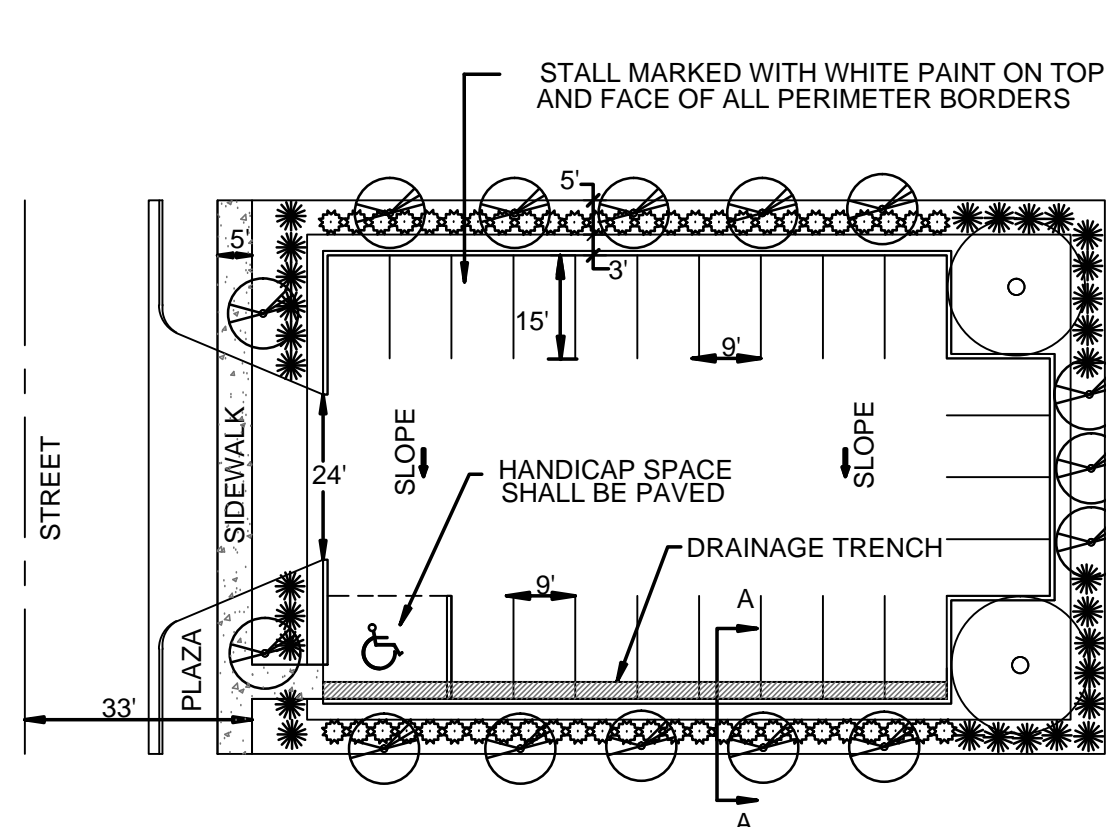 STALL MARKED WITH WHITE PAINT ON TOP
AND FACE OF ALL PERIMETER BORDERS
5'
5'
3'
15'
9'
STREET
SIDEWALK
24'
SLOPE
SLOPE
HANDICAP SPACE
SHALL BE PAVED
DRAINAGE TRENCH
9'
A
PLAZA
33'
A